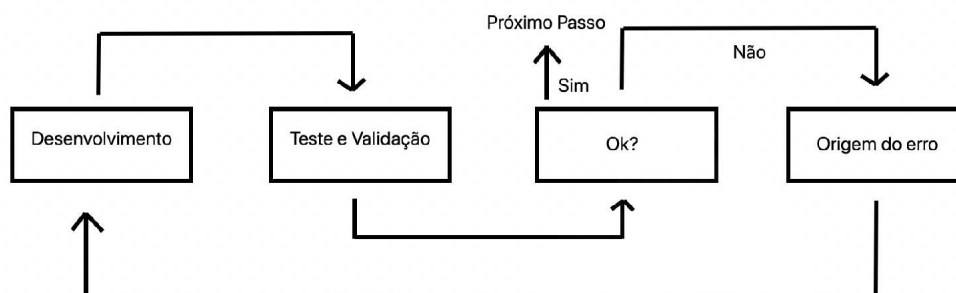 Próximo Passo
Não
Sim
Desenvolvimento
Teste e Validação
Ok?
Origem do erro